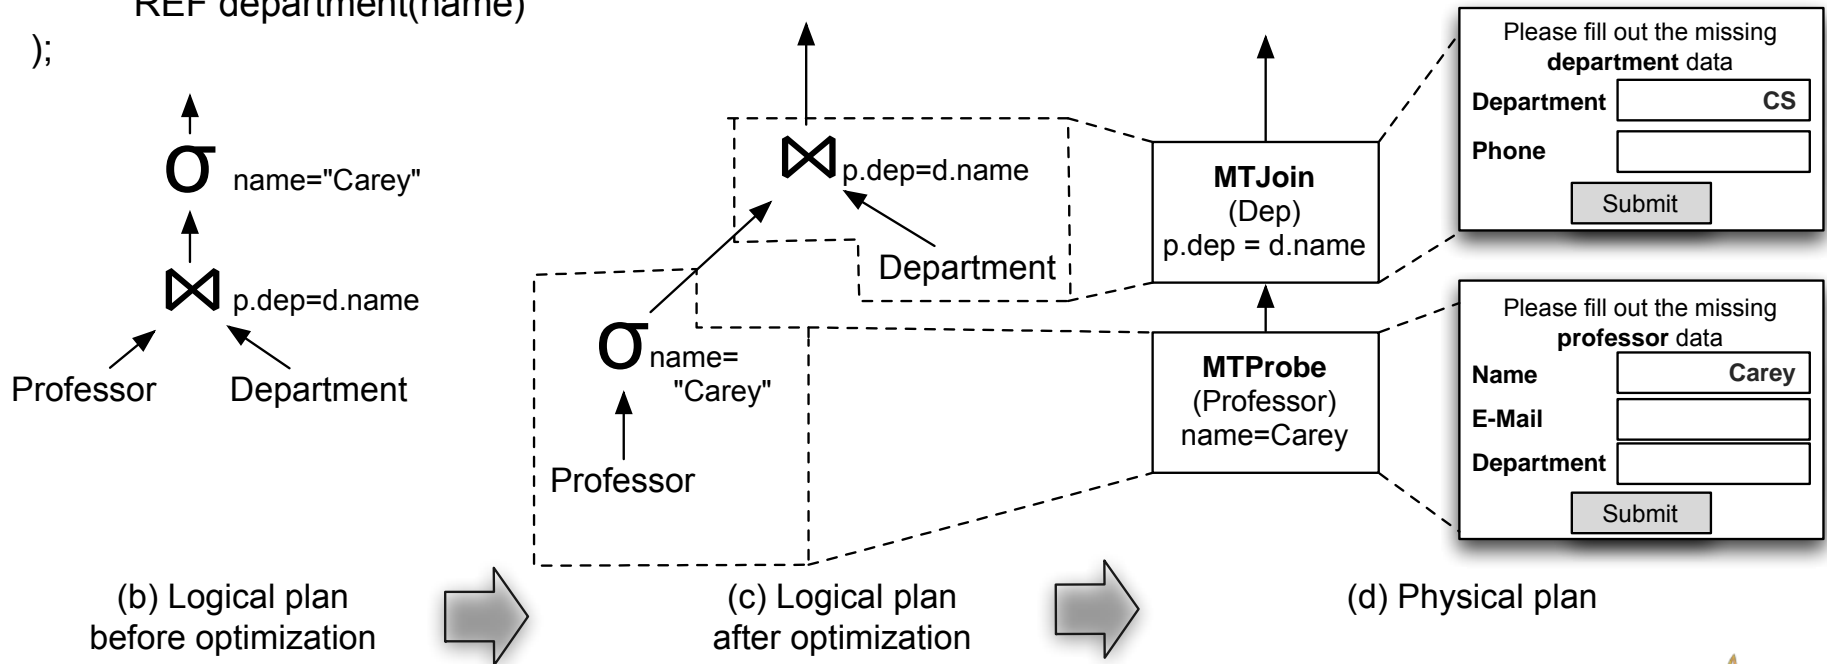 REF department(name)
);
σ name="Carey"
⋈ p.dep=d.name
Professor
Department
(b) Logical plan
before optimization
⋈ p.dep=d.name
Department
σ name=
"Carey"
Professor
(c) Logical plan
after optimization
MTJoin
(Dep)
p.dep = d.name
MTProbe
(Professor)
name=Carey
Please fill out the missing
department data
Department CS
Phone
Submit
Please fill out the missing
professor data
Name Carey
E-Mail
Department
Submit
(d) Physical plan